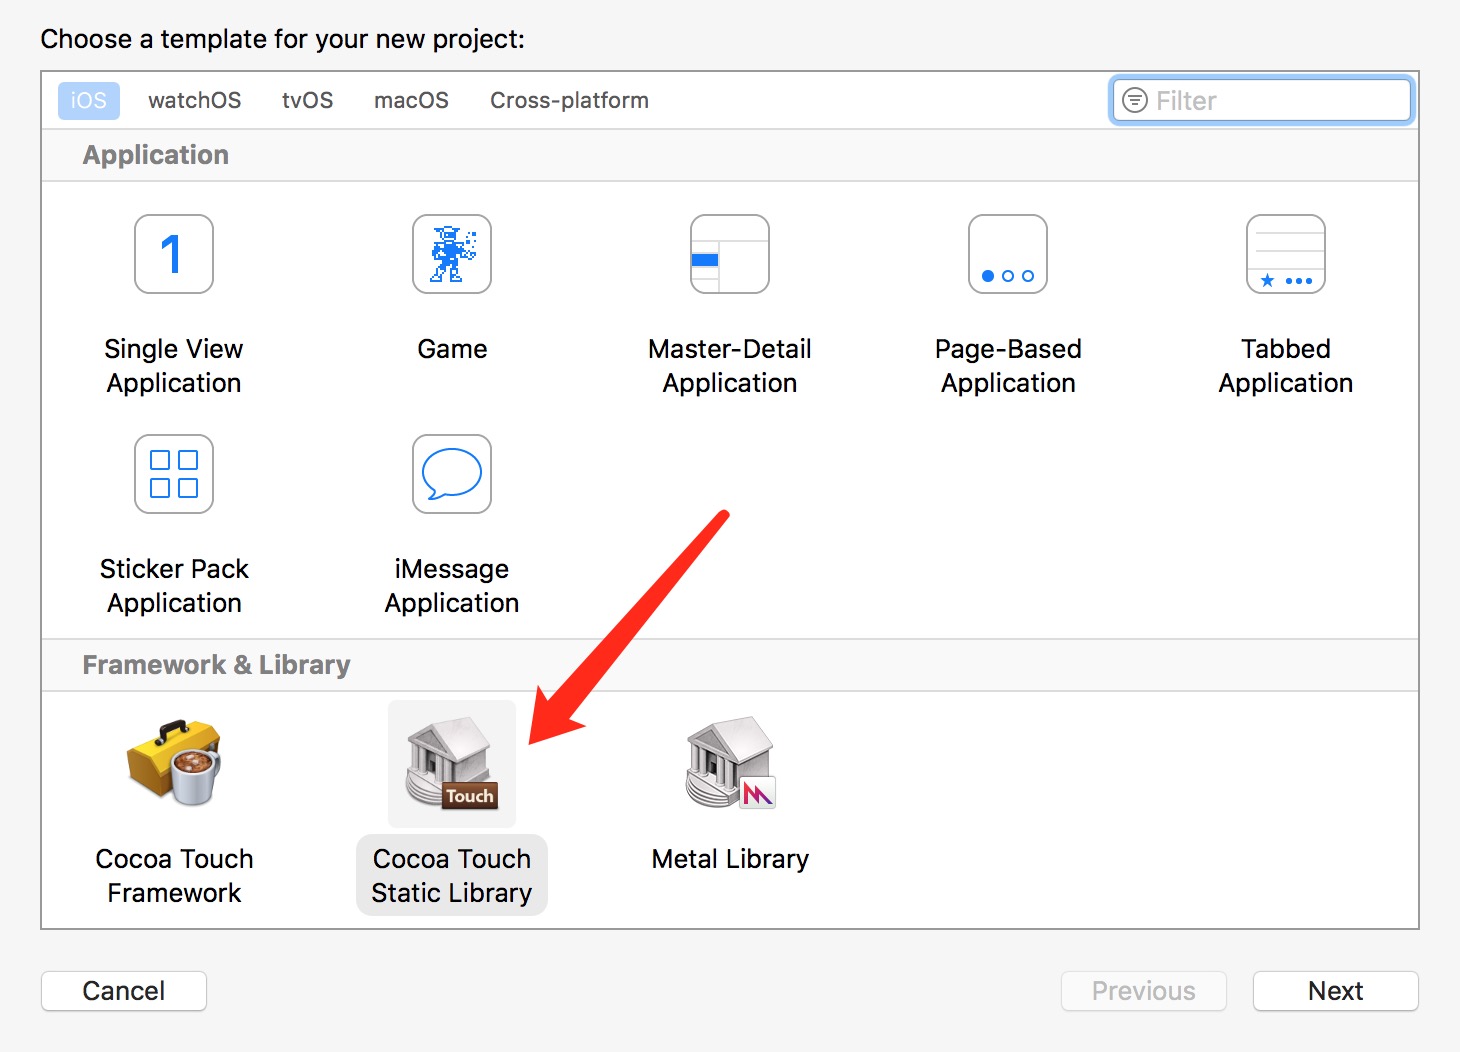 Choose a template for your new project:
iOS watchOS tvOS macOS Cross-platform Filter
Application
1
Single View Application
Game
Master-Detail Application
Page-Based Application
Tabbed Application
Sticker Pack Application
iMessage Application
Framework & Library
Touch
Cocoa Touch Framework
Cocoa Touch Static Library
Metal Library
Cancel Previous Next